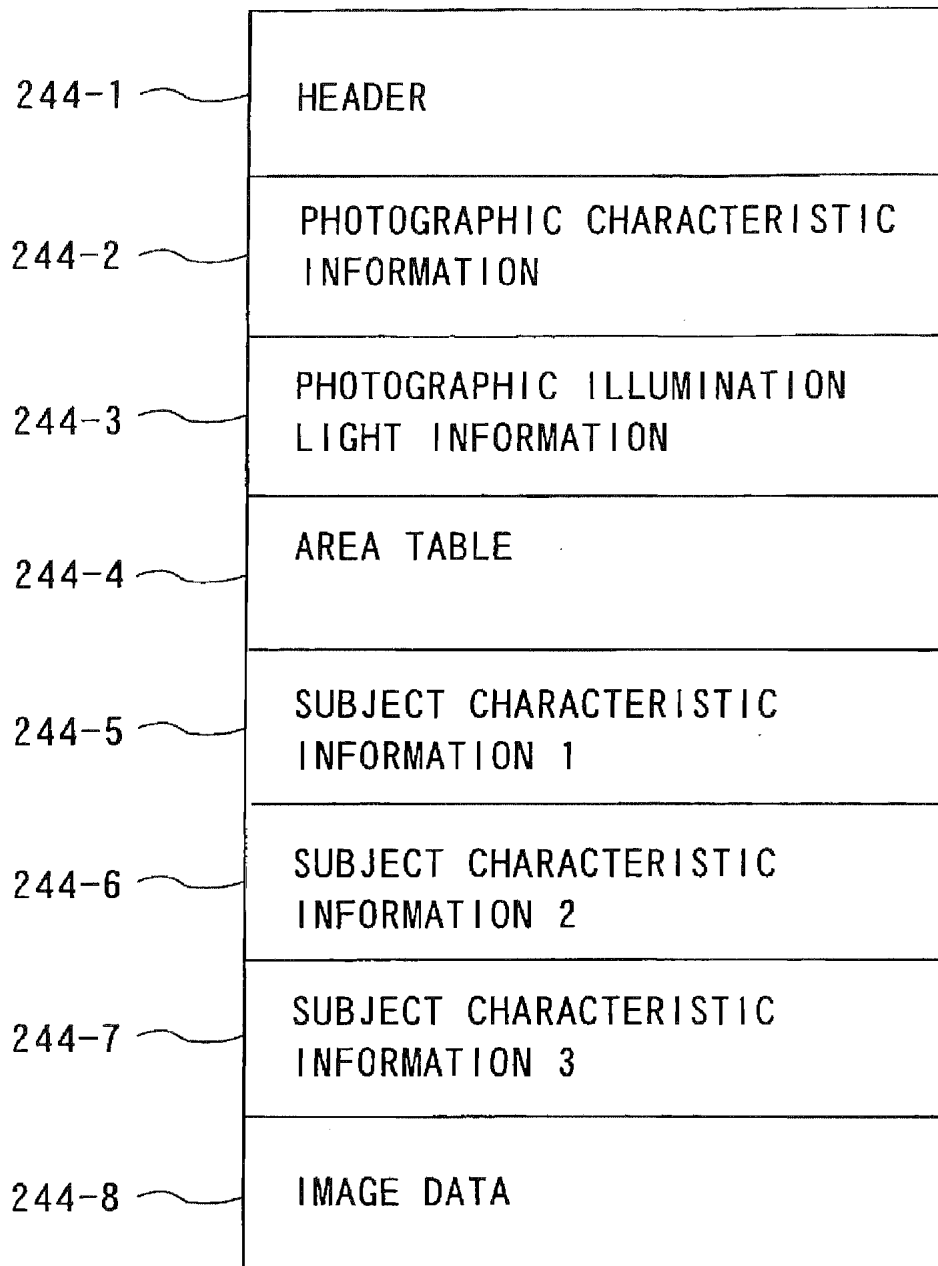 244-1 HEADER
244-2 PHOTOGRAPHIC CHARACTERISTIC
INFORMATION
244-3 PHOTOGRAPHIC ILLUMINATION
LIGHT INFORMATION
244-4 AREA TABLE
244-5 SUBJECT CHARACTERISTIC
INFORMATION 1
244-6 SUBJECT CHARACTERISTIC
INFORMATION 2
244-7 SUBJECT CHARACTERISTIC
INFORMATION 3
244-8 IMAGE DATA